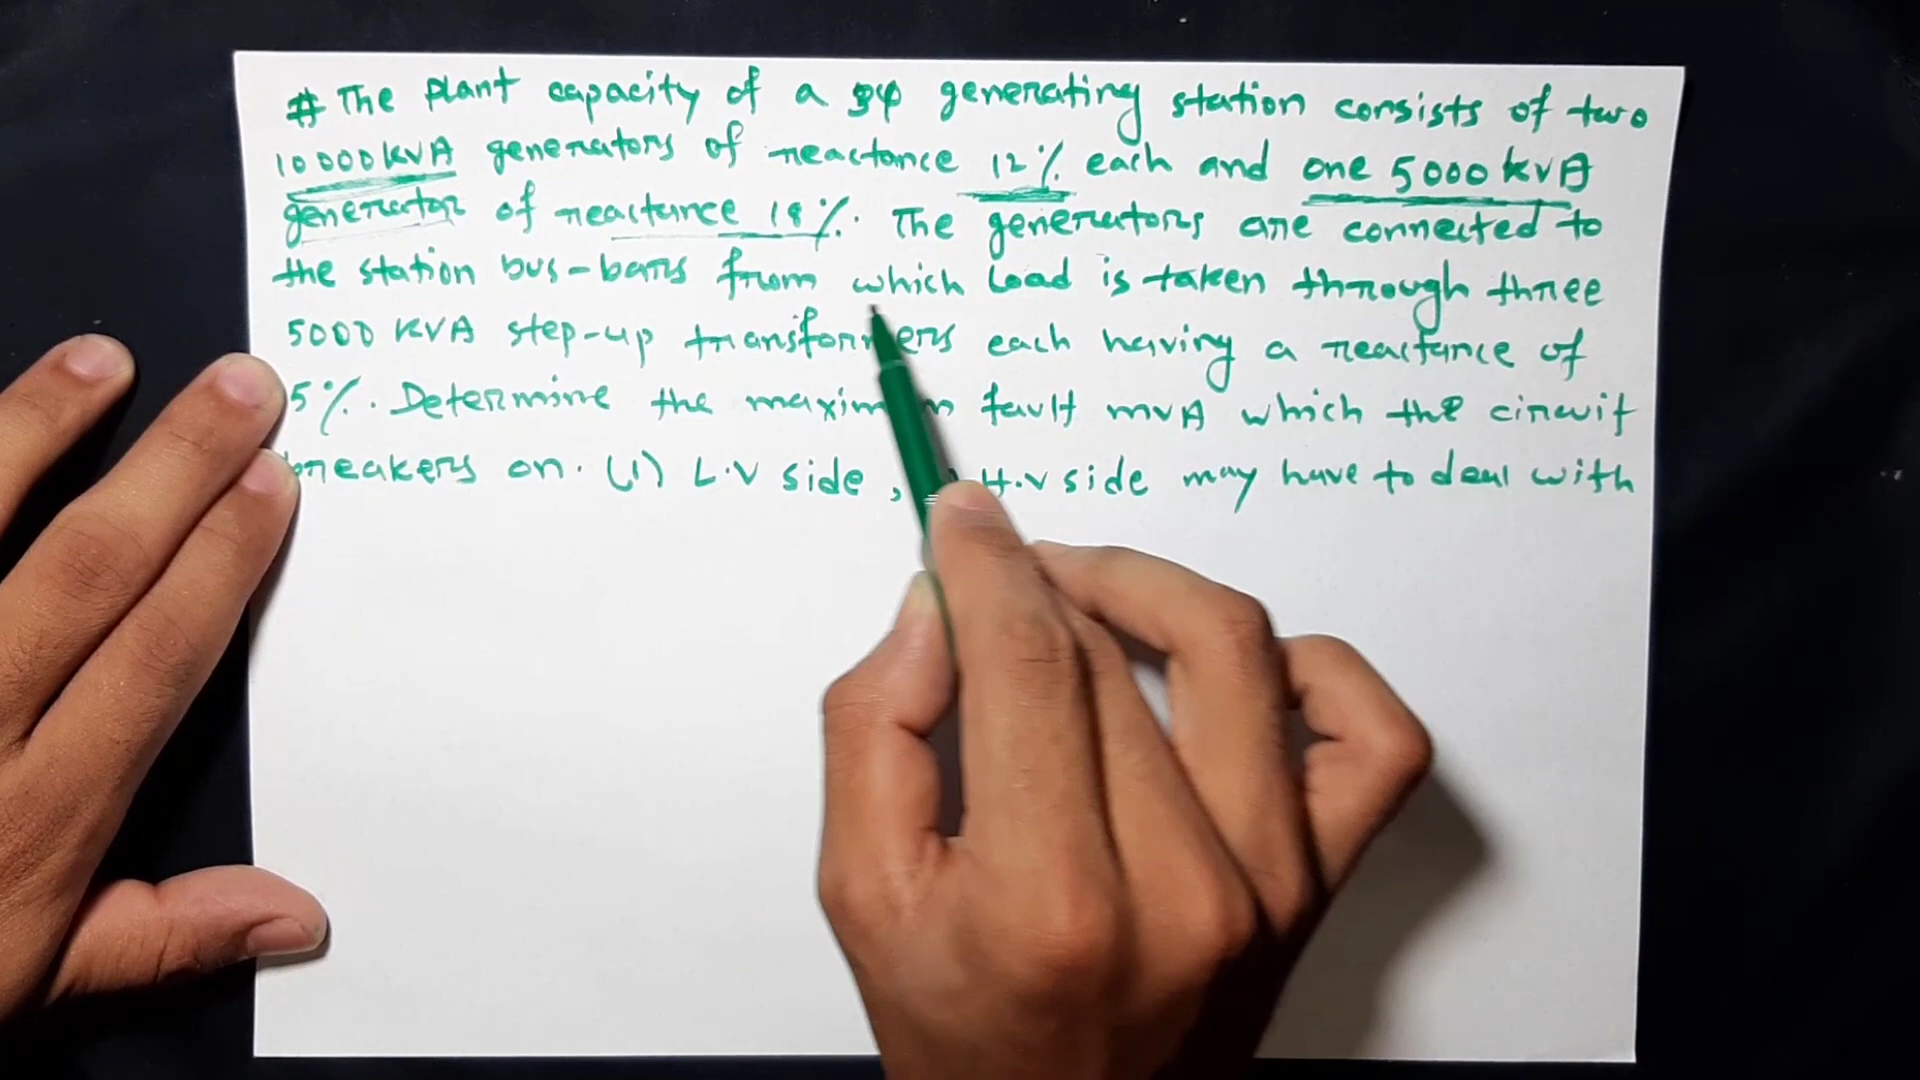 # The plant capacity of a 3φ generating station consists of two
10000 KVA generators of reactance 12% each and one 5000 KVA
generator of reactance 18%. The generators are connected to
the station bus-bars from which load is taken through three
5000 KVA step-up transformers each having a reactance of
5%. Determine the fault MVA which the circuit
breakers on. (1) L.V side, H.V side may have to deal with